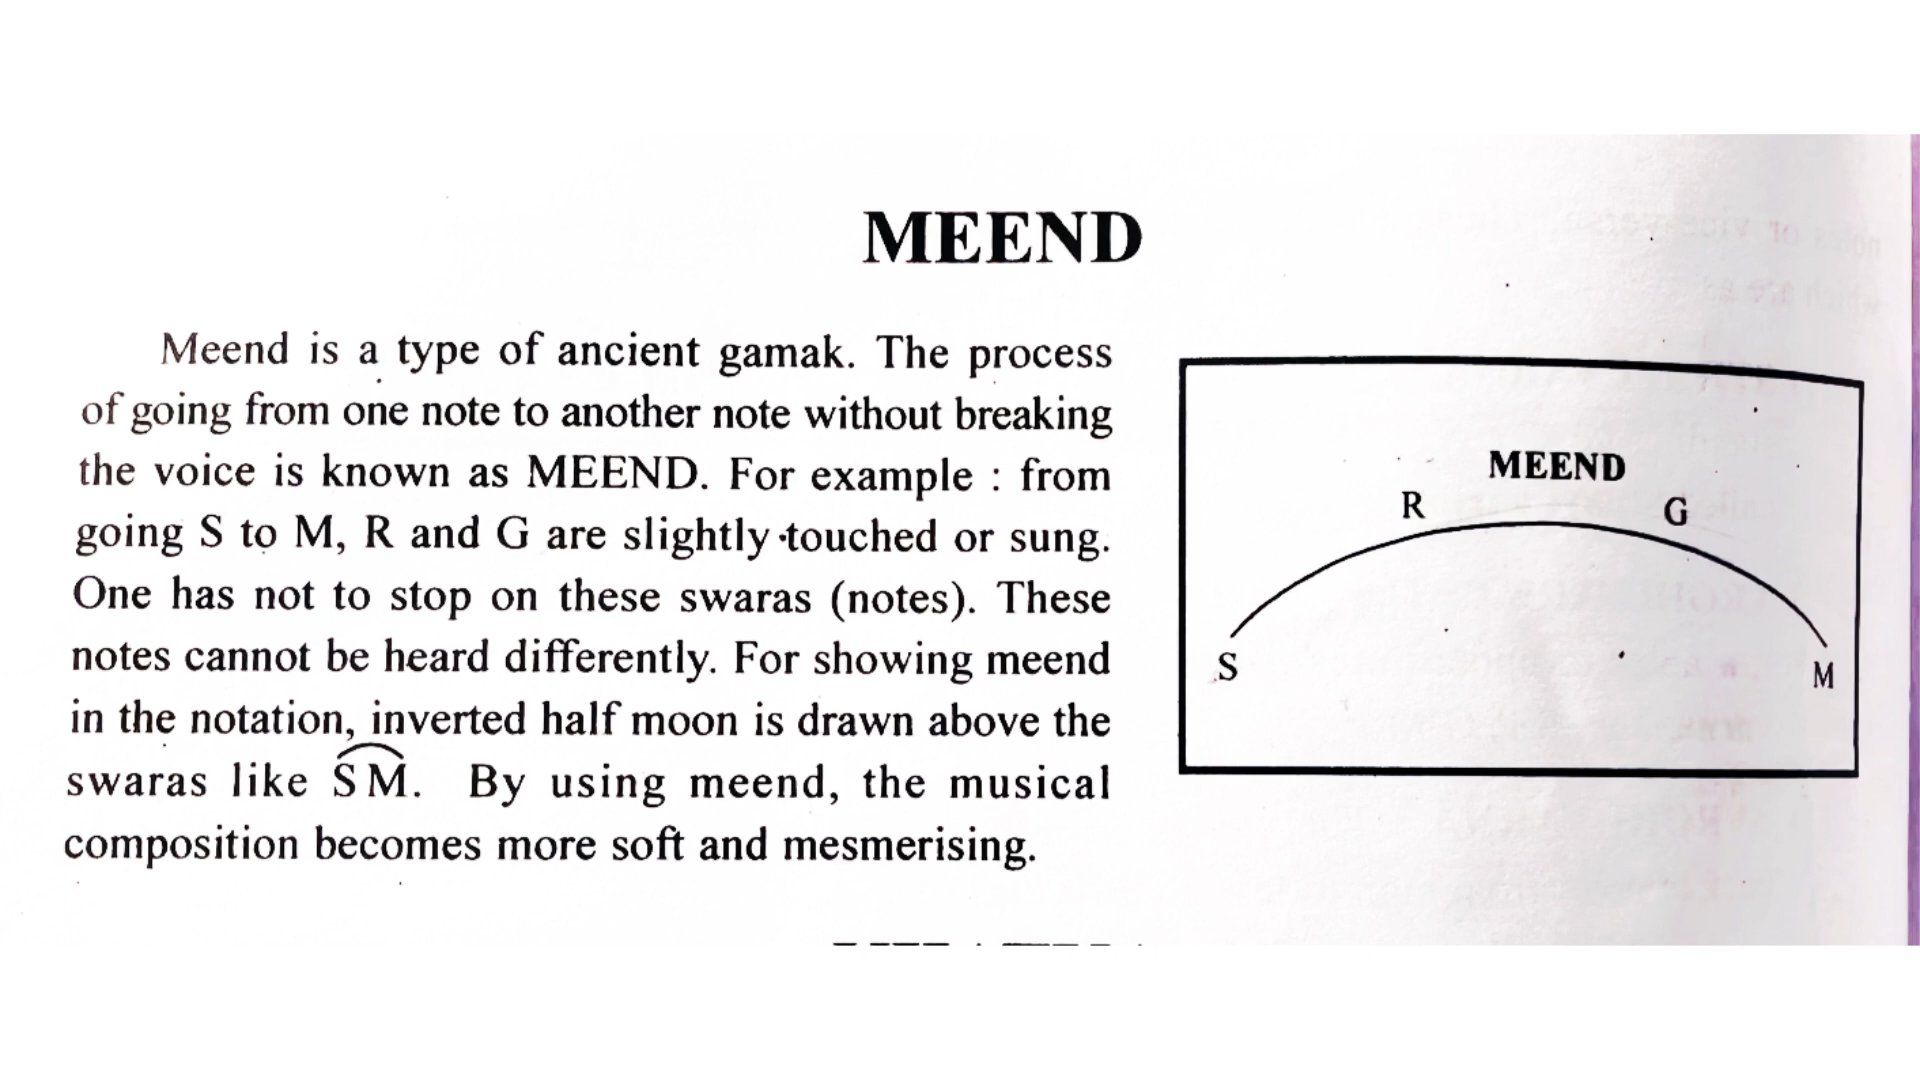 MEEND
Meend is a type of ancient gamak. The process
of going from one note to another note without breaking
the voice is known as MEEND. For example : from
going S to M, R and G are slightly touched or sung.
One has not to stop on these swaras (notes). These
notes cannot be heard differently. For showing meend
in the notation, inverted half moon is drawn above the
swaras like S M. By using meend, the musical
composition becomes more soft and mesmerising.
MEEND
R G
S M